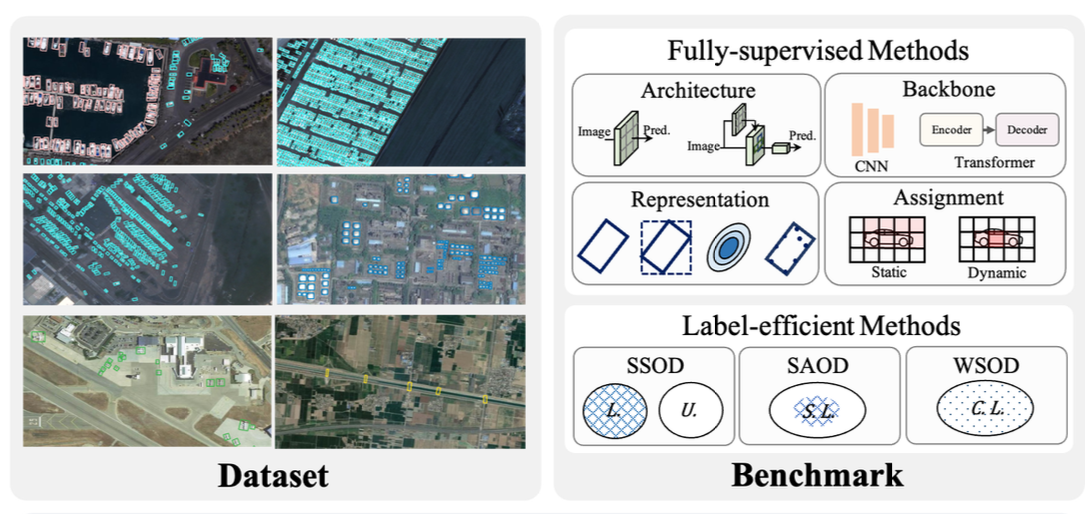 Dataset
Fully-supervised Methods
Architecture
Image
Pred.
Image
Pred.
Backbone
CNN
Encoder
Decoder
Transformer
Representation
Assignment
Static
Dynamic
Label-efficient Methods
SSOD
L.
U.
SAOD
S. L.
WSOD
C. L.
Benchmark